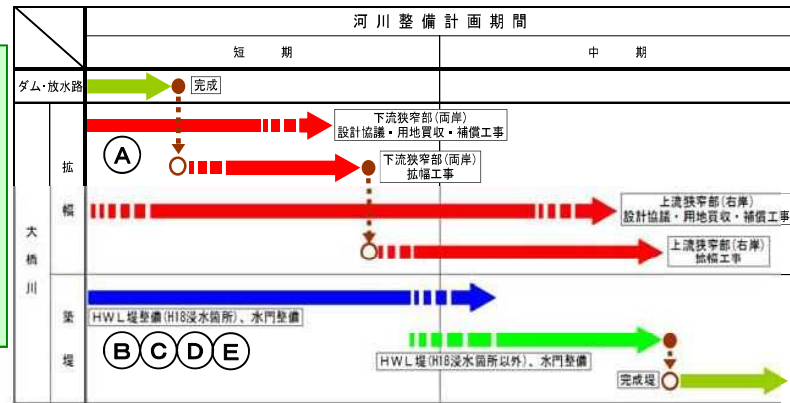 河川整備計画期間
短期
中期
ダム・放水路
完成
下流狭窄部(両岸)
設計協議・用地買収・補償工事
A
拡
下流狭窄部(両岸)
拡幅工事
幅
上流狭窄部(右岸)
設計協議・用地買収・補償工事
大
橋
川
上流狭窄部(右岸)
拡幅工事
築
HWL堤整備(H18浸水箇所)、水門整備
B C D E
堤
HWL堤(H18浸水箇所以外)、水門整備
完成堤